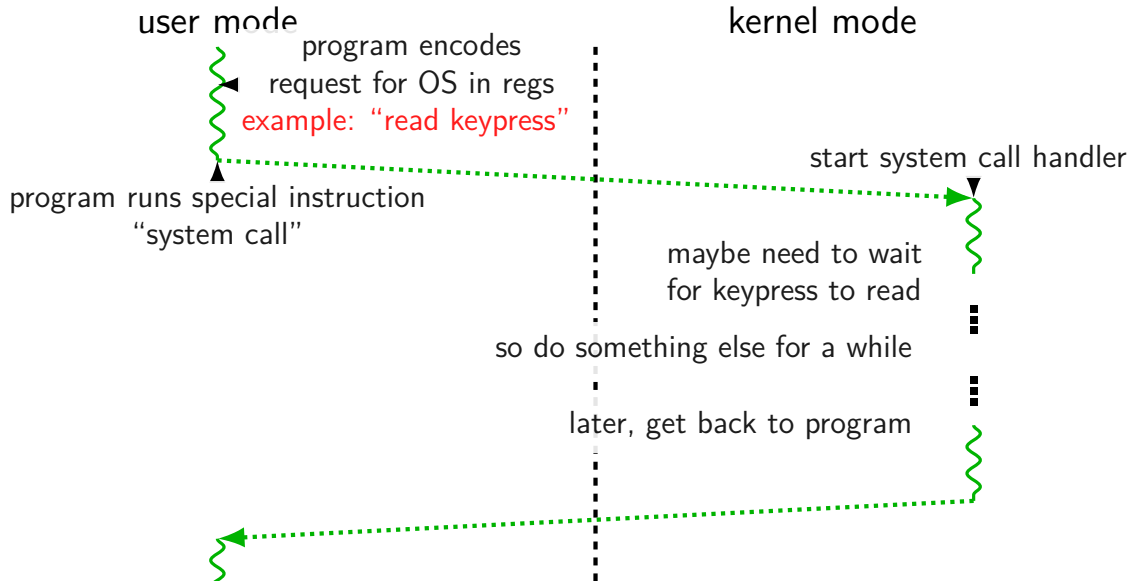 user mode
kernel mode
program encodes
request for OS in regs
example: “read keypress”
start system call handler
program runs special instruction
“system call”
maybe need to wait
for keypress to read
so do something else for a while
later, get back to program